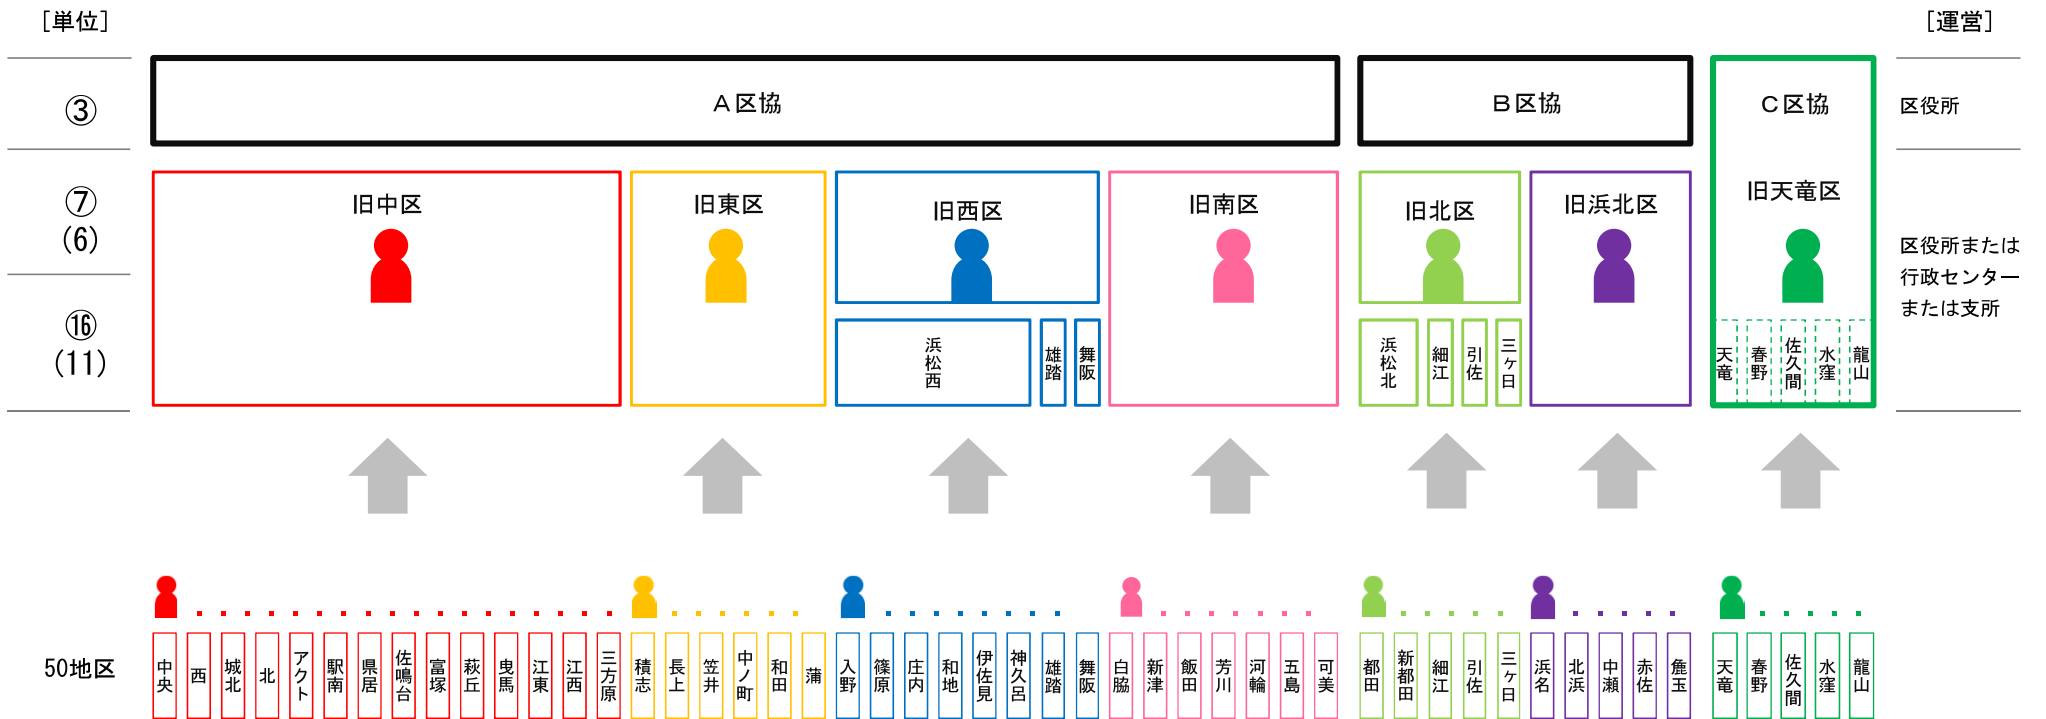 ［単位］
［運営］
③
A区協
B区協
C区協
区役所
⑦
(6)
旧中区
旧東区
旧西区
旧南区
旧北区
旧浜北区
旧天竜区
区役所または
行政センター
または支所
⑯
(11)
浜松西
雄踏
舞阪
浜松北
細江
引佐
三ヶ日
天竜
春野
佐久間
水窪
龍山
50地区
中央
西
城北
北
アクト
駅南
県居
佐鳴台
富塚
萩丘
曳馬
江東
江西
三方原
積志
長上
笠井
中ノ町
和田
蒲
入野
篠原
庄内
和地
伊佐見
神久呂
雄踏
舞阪
白脇
新津
飯田
芳川
河輪
五島
可美
都田
新都田
細江
引佐
三ヶ日
浜名
北浜
中瀬
赤佐
麁玉
天竜
春野
佐久間
水窪
龍山